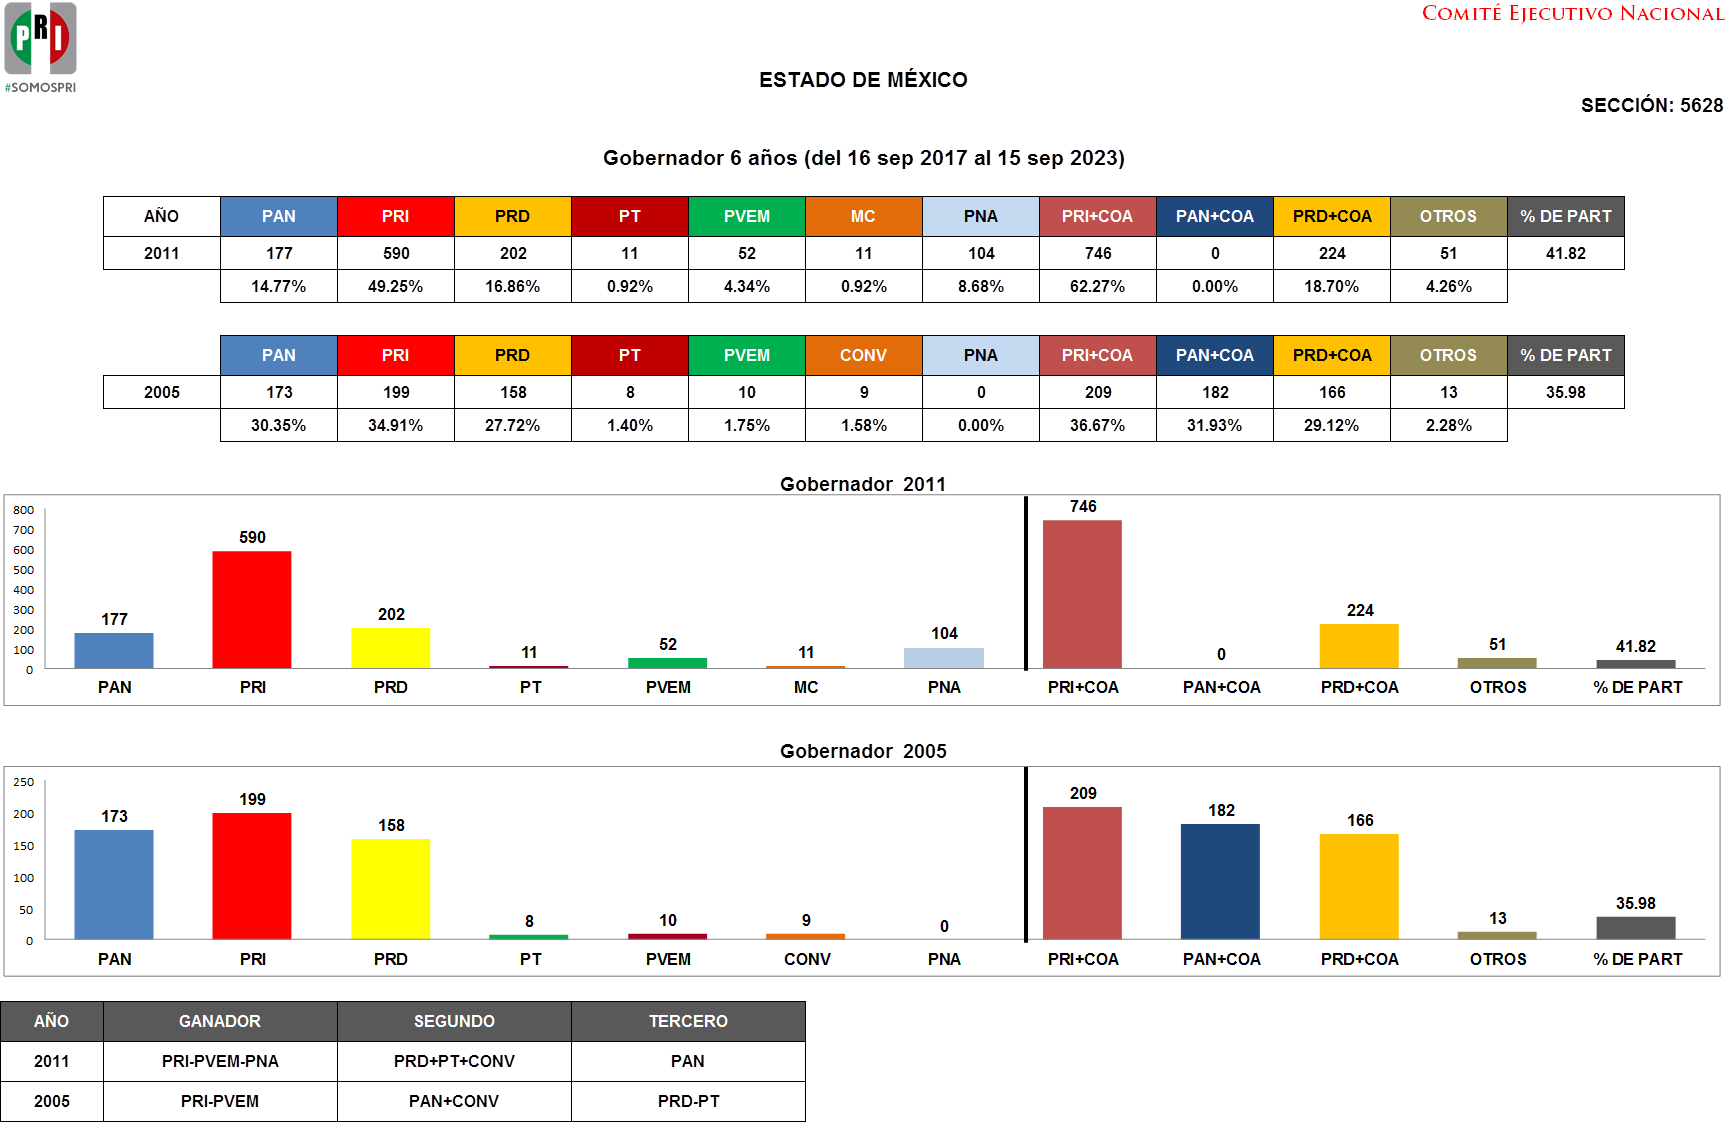 PRI
#SOMOSPRI
COMITÉ EJECUTIVO NACIONAL
ESTADO DE MÉXICO
SECCIÓN: 5628
Gobernador 6 años (del 16 sep 2017 al 15 sep 2023)
AÑO PAN PRI PRD PT PVEM MC PNA PRI+COA PAN+COA PRD+COA OTROS % DE PART
2011 177 590 202 11 52 11 104 746 0 224 51 41.82
14.77% 49.25% 16.86% 0.92% 4.34% 0.92% 8.68% 62.27% 0.00% 18.70% 4.26%
PAN PRI PRD PT PVEM CONV PNA PRI+COA PAN+COA PRD+COA OTROS % DE PART
2005 173 199 158 8 10 9 0 209 182 166 13 35.98
30.35% 34.91% 27.72% 1.40% 1.75% 1.58% 0.00% 36.67% 31.93% 29.12% 2.28%
Gobernador 2011
800
700
600
500
400
300
200
100
0
177 590 202 11 52 11 104 746 0 224 51 41.82
PAN PRI PRD PT PVEM MC PNA PRI+COA PAN+COA PRD+COA OTROS % DE PART
Gobernador 2005
250
200
150
100
50
0
173 199 158 8 10 9 0 209 182 166 13 35.98
PAN PRI PRD PT PVEM CONV PNA PRI+COA PAN+COA PRD+COA OTROS % DE PART
AÑO GANADOR SEGUNDO TERCERO
2011 PRI-PVEM-PNA PRD+PT+CONV PAN
2005 PRI-PVEM PAN+CONV PRD-PT